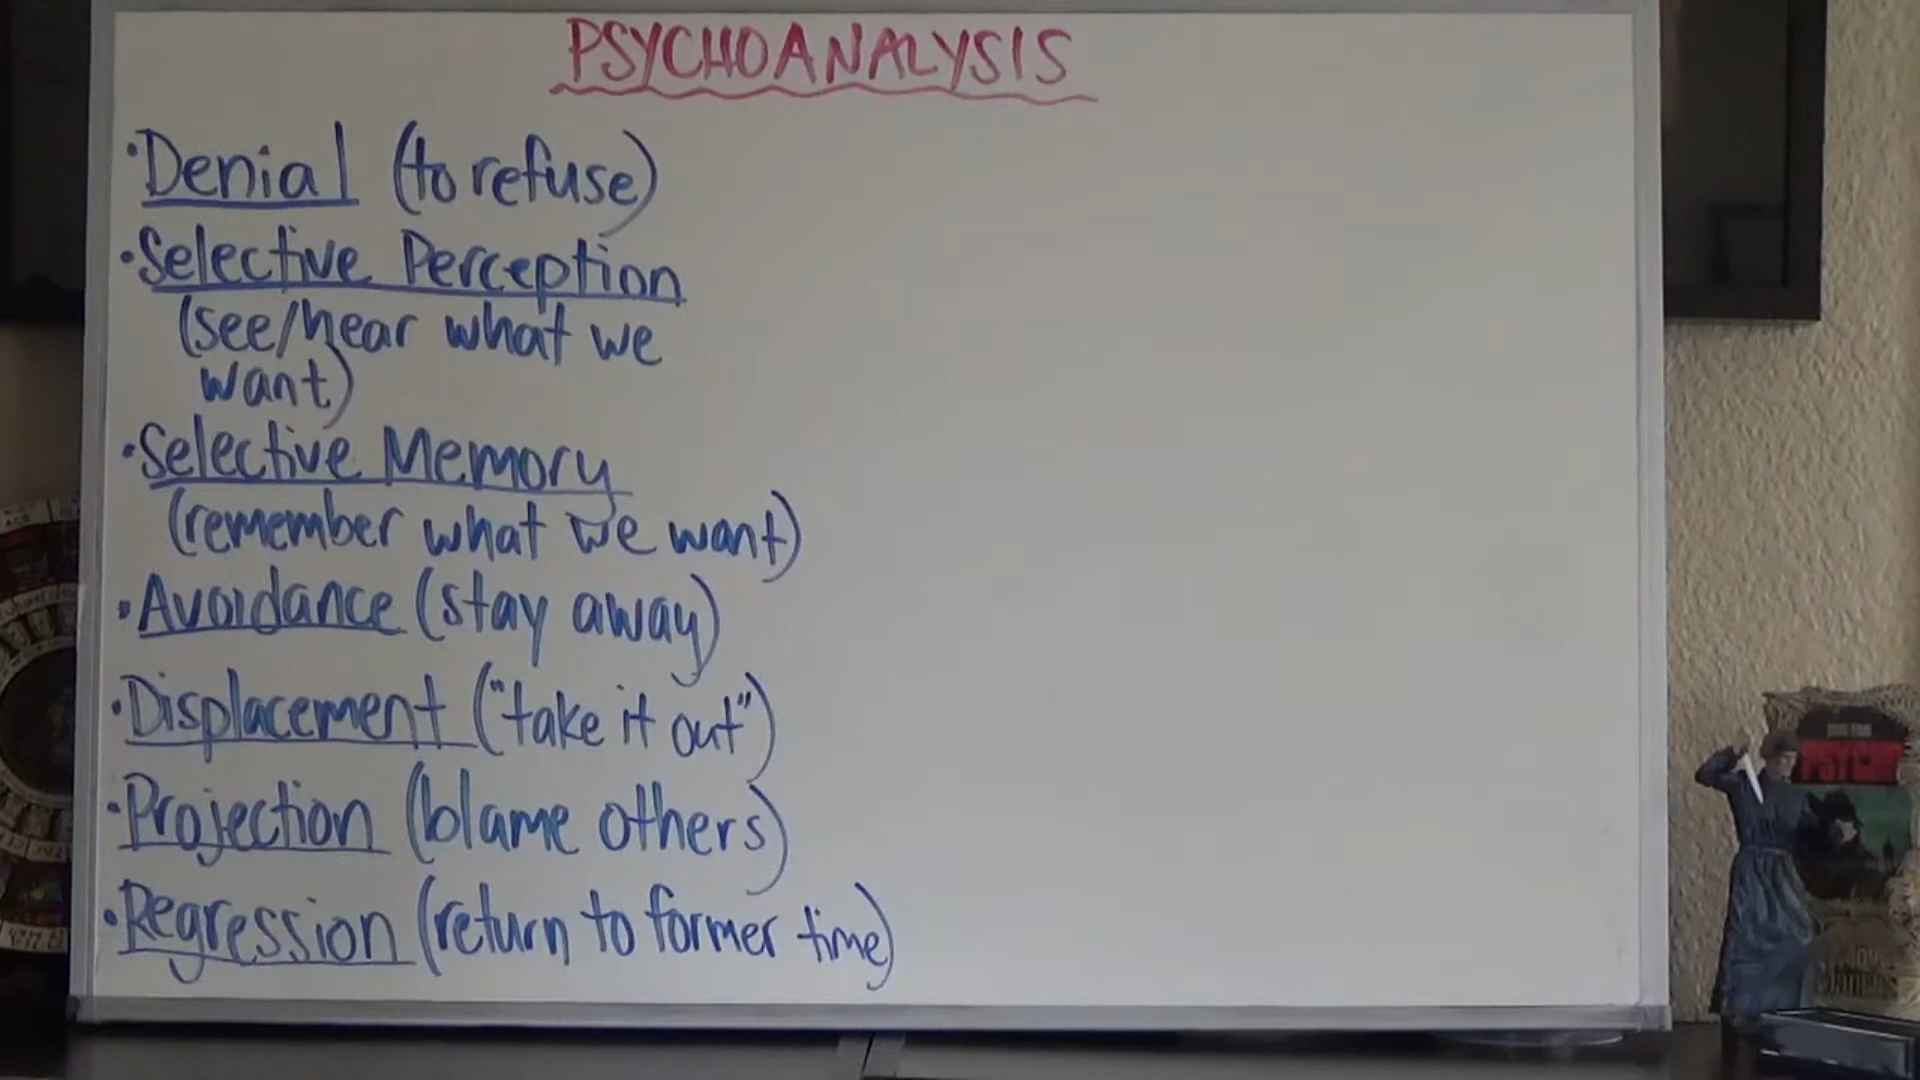 PSYCHOANALYSIS
•Denial (to refuse)
•Selective Perception
(see/hear what we
want)
•Selective Memory
(remember what we want)
•Avoidance (stay away)
•Displacement ("take it out")
•Projection (blame others)
•Regression (return to former time)
PSYCHO